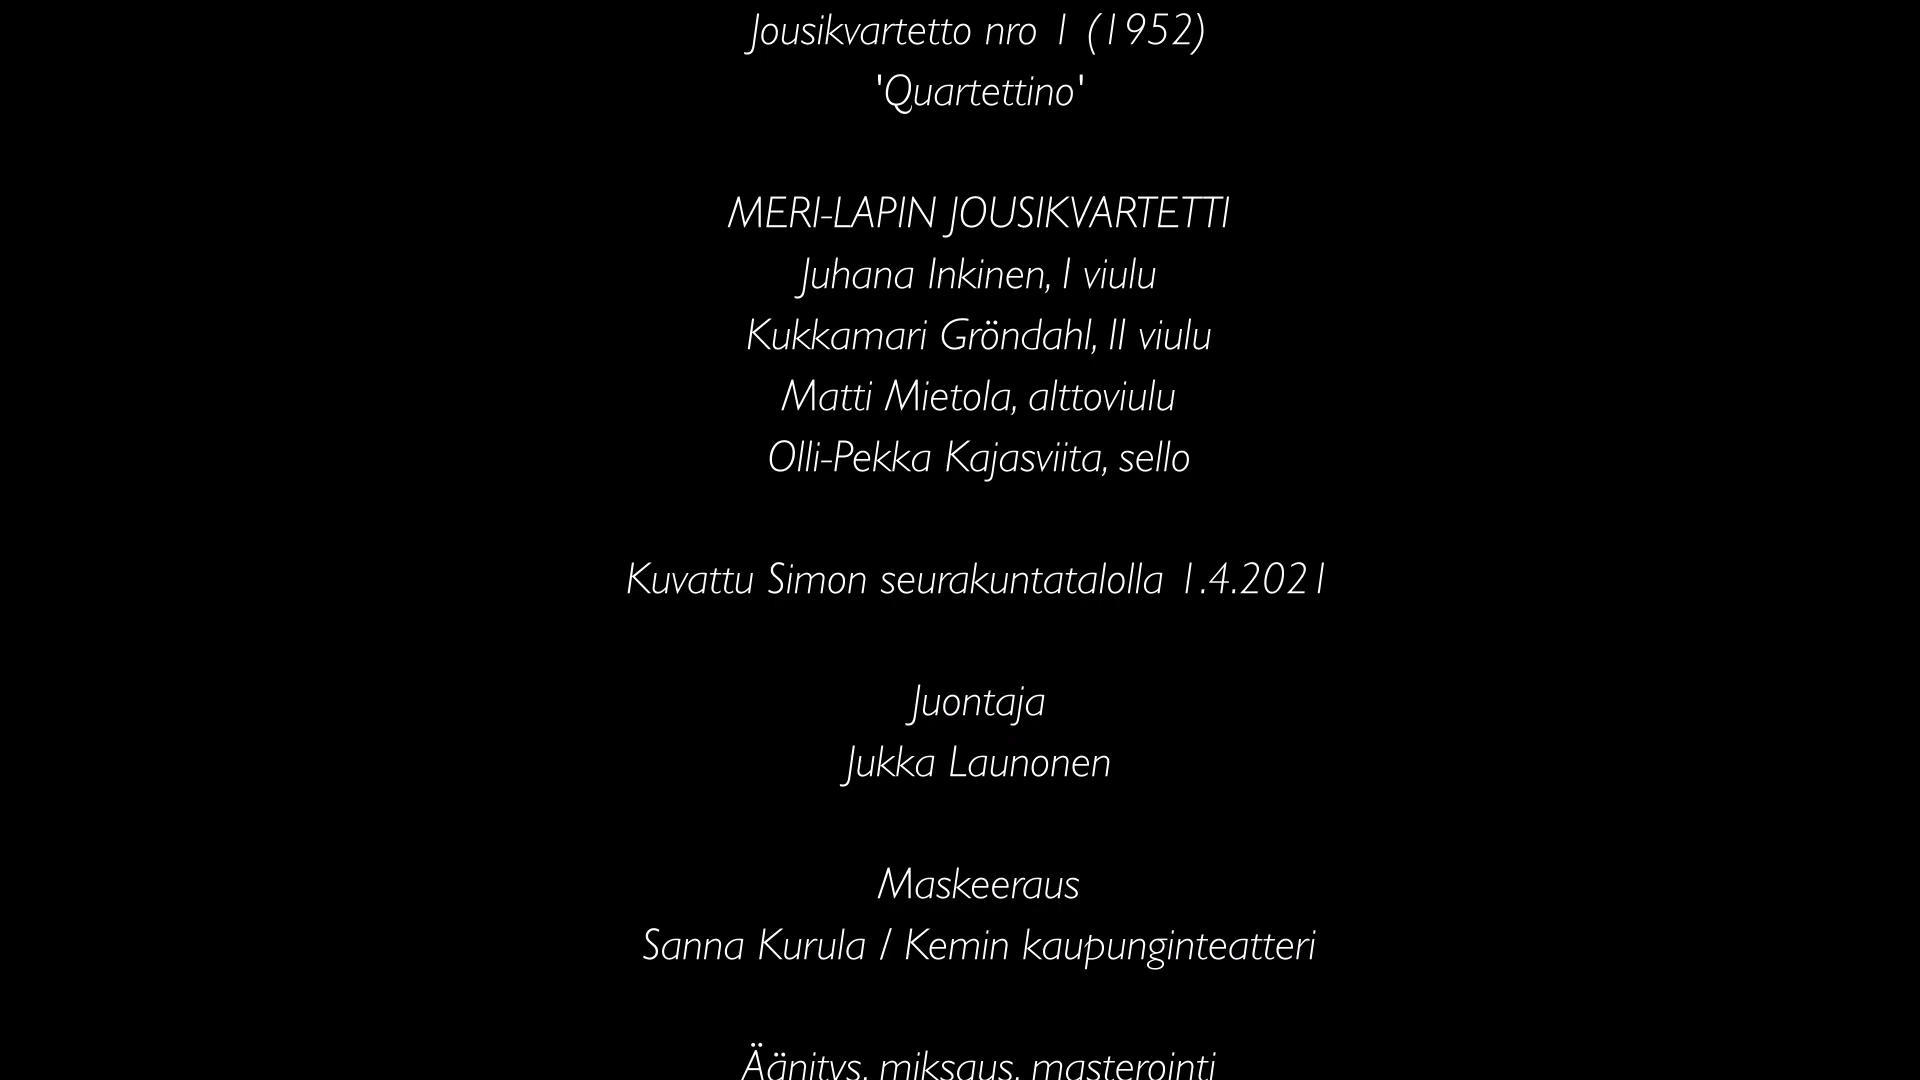 Jousikvartetto nro 1 (1952)
'Quartettino'
MERI-LAPIN JOUSIKVARTETTI
Juhana Inkinen, I viulu
Kukkamari Gröndahl, II viulu
Matti Mietola, alttoviulu
Olli-Pekka Kajasviita, sello
Kuvattu Simon seurakuntatalolla 1.4.2021
Juontaja
Jukka Launonen
Maskeeraus
Sanna Kurula / Kemin kaupunginteatteri
Äänitys, miksaus, masterointi